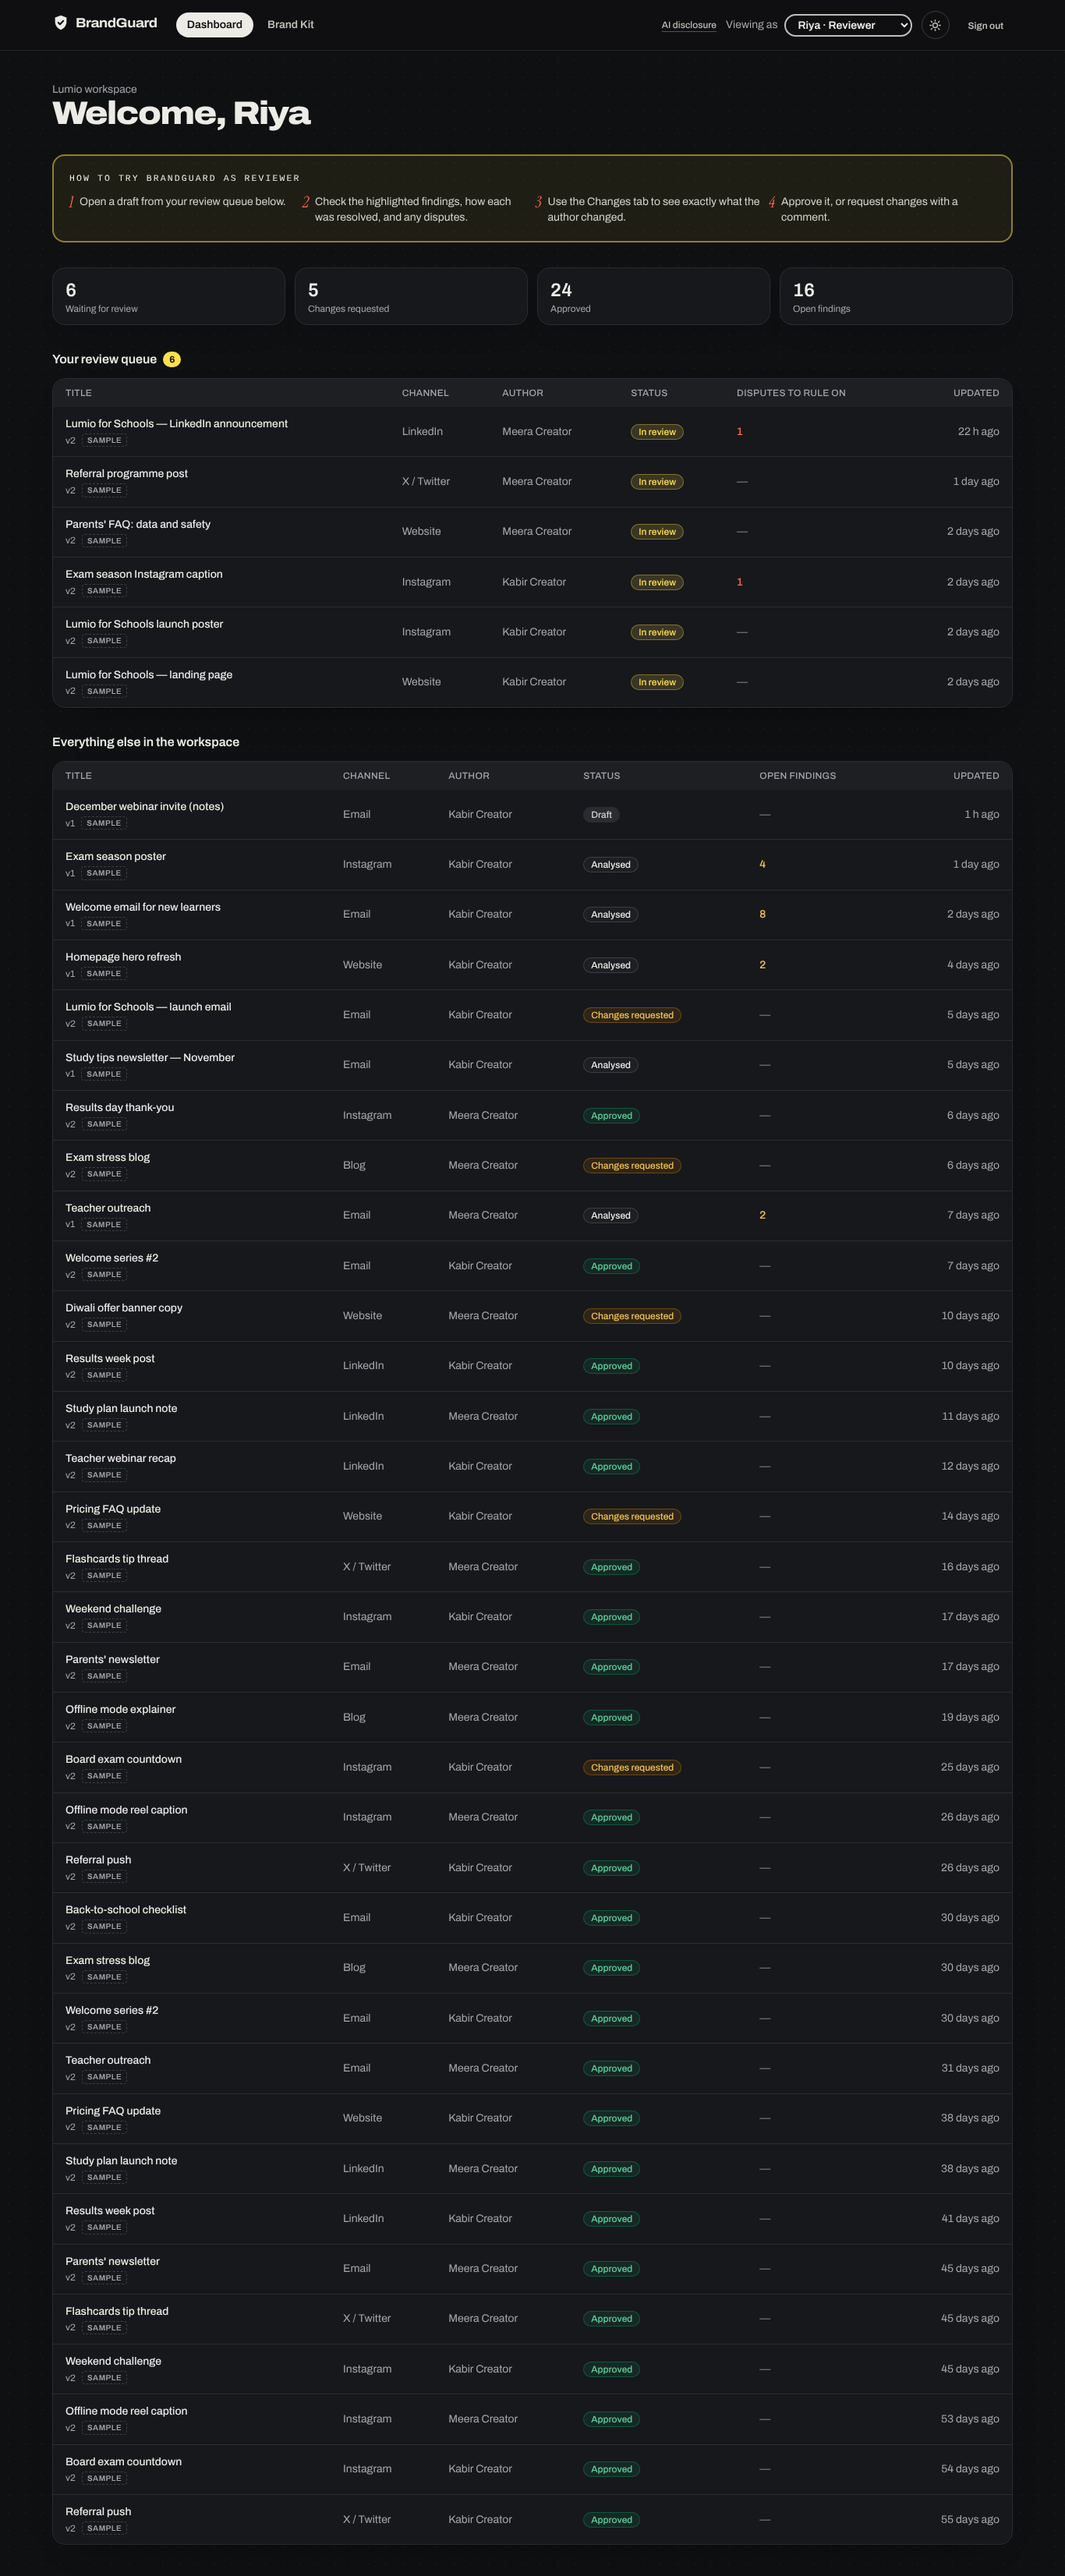 BrandGuard Dashboard Brand Kit AI disclosure Viewing as Riya · Reviewer Sign out
Lumio workspace
Welcome, Riya
HOW TO TRY BRANDGUARD AS REVIEWER
1 Open a draft from your review queue below.
2 Check the highlighted findings, how each
was resolved, and any disputes.
3 Use the Changes tab to see exactly what the
author changed.
4 Approve it, or request changes with a
comment.
6
Waiting for review
5
Changes requested
24
Approved
16
Open findings
Your review queue 6
TITLE CHANNEL AUTHOR STATUS DISPUTES TO RULE ON UPDATED
Lumio for Schools — LinkedIn announcement
v2 SAMPLE
LinkedIn Meera Creator In review 1 22 h ago
Referral programme post
v2 SAMPLE
X / Twitter Meera Creator In review — 1 day ago
Parents' FAQ: data and safety
v2 SAMPLE
Website Meera Creator In review — 2 days ago
Exam season Instagram caption
v2 SAMPLE
Instagram Kabir Creator In review 1 2 days ago
Lumio for Schools launch poster
v2 SAMPLE
Instagram Kabir Creator In review — 2 days ago
Lumio for Schools — landing page
v2 SAMPLE
Website Kabir Creator In review — 2 days ago
Everything else in the workspace
TITLE CHANNEL AUTHOR STATUS OPEN FINDINGS UPDATED
December webinar invite (notes)
v1 SAMPLE
Email Kabir Creator Draft — 1 h ago
Exam season poster
v1 SAMPLE
Instagram Kabir Creator Analysed 4 1 day ago
Welcome email for new learners
v1 SAMPLE
Email Kabir Creator Analysed 8 2 days ago
Homepage hero refresh
v1 SAMPLE
Website Kabir Creator Analysed 2 4 days ago
Lumio for Schools — launch email
v2 SAMPLE
Email Kabir Creator Changes requested — 5 days ago
Study tips newsletter — November
v1 SAMPLE
Email Kabir Creator Analysed — 5 days ago
Results day thank-you
v2 SAMPLE
Instagram Meera Creator Approved — 6 days ago
Exam stress blog
v2 SAMPLE
Blog Meera Creator Changes requested — 6 days ago
Teacher outreach
v1 SAMPLE
Email Meera Creator Analysed 2 7 days ago
Welcome series #2
v2 SAMPLE
Email Kabir Creator Approved — 7 days ago
Diwali offer banner copy
v2 SAMPLE
Website Meera Creator Changes requested — 10 days ago
Results week post
v2 SAMPLE
LinkedIn Kabir Creator Approved — 10 days ago
Study plan launch note
v2 SAMPLE
LinkedIn Meera Creator Approved — 11 days ago
Teacher webinar recap
v2 SAMPLE
LinkedIn Kabir Creator Approved — 12 days ago
Pricing FAQ update
v2 SAMPLE
Website Kabir Creator Changes requested — 14 days ago
Flashcards tip thread
v2 SAMPLE
X / Twitter Meera Creator Approved — 16 days ago
Weekend challenge
v2 SAMPLE
Instagram Kabir Creator Approved — 17 days ago
Parents' newsletter
v2 SAMPLE
Email Meera Creator Approved — 17 days ago
Offline mode explainer
v2 SAMPLE
Blog Meera Creator Approved — 19 days ago
Board exam countdown
v2 SAMPLE
Instagram Kabir Creator Changes requested — 25 days ago
Offline mode reel caption
v2 SAMPLE
Instagram Meera Creator Approved — 26 days ago
Referral push
v2 SAMPLE
X / Twitter Kabir Creator Approved — 26 days ago
Back-to-school checklist
v2 SAMPLE
Email Kabir Creator Approved — 30 days ago
Exam stress blog
v2 SAMPLE
Blog Meera Creator Approved — 30 days ago
Welcome series #2
v2 SAMPLE
Email Kabir Creator Approved — 30 days ago
Teacher outreach
v2 SAMPLE
Email Meera Creator Approved — 31 days ago
Pricing FAQ update
v2 SAMPLE
Website Kabir Creator Approved — 38 days ago
Study plan launch note
v2 SAMPLE
LinkedIn Meera Creator Approved — 38 days ago
Results week post
v2 SAMPLE
LinkedIn Kabir Creator Approved — 41 days ago
Parents' newsletter
v2 SAMPLE
Email Meera Creator Approved — 45 days ago
Flashcards tip thread
v2 SAMPLE
X / Twitter Meera Creator Approved — 45 days ago
Weekend challenge
v2 SAMPLE
Instagram Kabir Creator Approved — 45 days ago
Offline mode reel caption
v2 SAMPLE
Instagram Meera Creator Approved — 53 days ago
Board exam countdown
v2 SAMPLE
Instagram Kabir Creator Approved — 54 days ago
Referral push
v2 SAMPLE
X / Twitter Kabir Creator Approved — 55 days ago